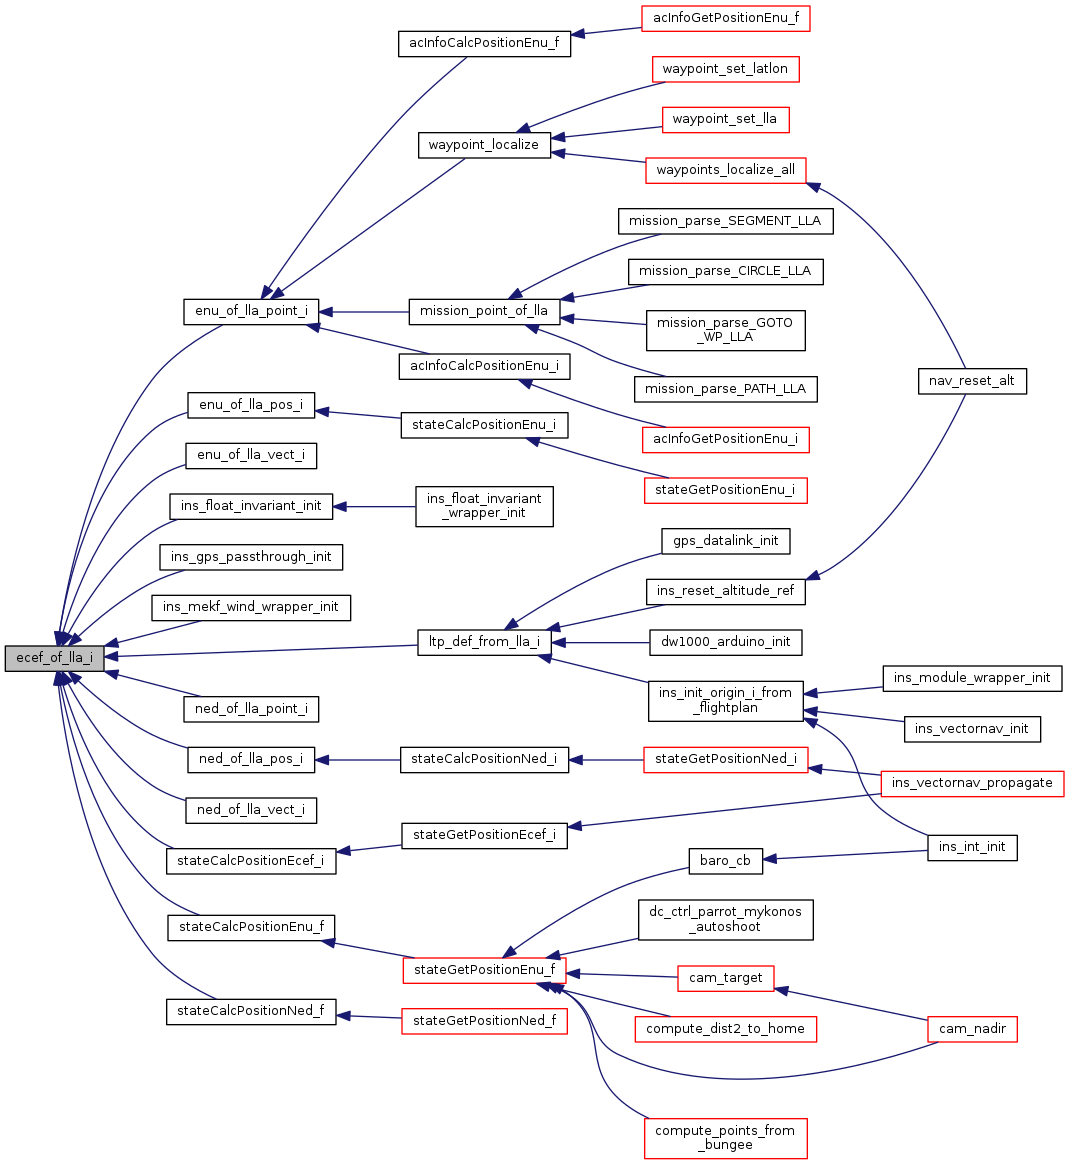 acInfoGetPositionEnu_f
acInfoCalcPositionEnu_f
waypoint_set_latlon
waypoint_set_lla
waypoint_localize
waypoints_localize_all
mission_parse_SEGMENT_LLA
mission_parse_CIRCLE_LLA
enu_of_lla_point_i
mission_point_of_lla
mission_parse_GOTO
_WP_LLA
acInfoCalcPositionEnu_i
nav_reset_alt
mission_parse_PATH_LLA
enu_of_lla_pos_i
stateCalcPositionEnu_i
acInfoGetPositionEnu_i
enu_of_lla_vect_i
stateGetPositionEnu_i
ins_float_invariant_init
ins_float_invariant
_wrapper_init
gps_datalink_init
ins_gps_passthrough_init
ins_reset_altitude_ref
ins_mekf_wind_wrapper_init
ltp_def_from_lla_i
dw1000_arduino_init
ecef_of_lla_i
ins_module_wrapper_init
ins_init_origin_i_from
_flightplan
ned_of_lla_point_i
ins_vectornav_init
ned_of_lla_pos_i
stateCalcPositionNed_i
stateGetPositionNed_i
ins_vectornav_propagate
ned_of_lla_vect_i
stateGetPositionEcef_i
ins_int_init
stateCalcPositionEcef_i
baro_cb
dc_ctrl_parrot_mykonos
_autoshoot
stateCalcPositionEnu_f
stateGetPositionEnu_f
cam_target
stateCalcPositionNed_f
stateGetPositionNed_f
compute_dist2_to_home
cam_nadir
compute_points_from
_bungee